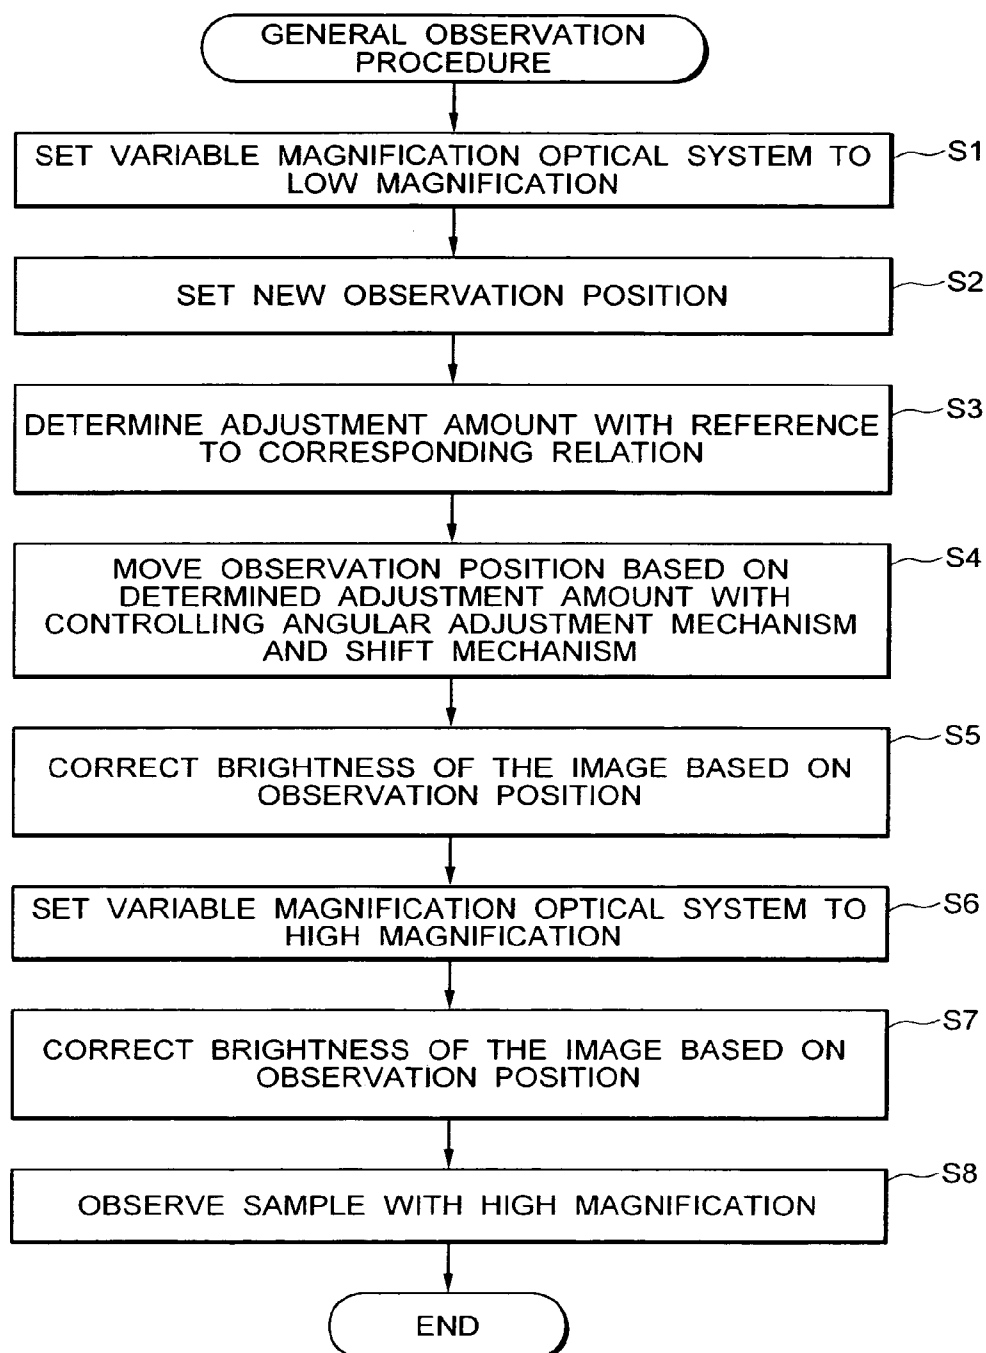 GENERAL OBSERVATION
PROCEDURE
SET VARIABLE MAGNIFICATION OPTICAL SYSTEM TO
LOW MAGNIFICATION
S1
SET NEW OBSERVATION POSITION
S2
DETERMINE ADJUSTMENT AMOUNT WITH REFERENCE
TO CORRESPONDING RELATION
S3
MOVE OBSERVATION POSITION BASED ON
DETERMINED ADJUSTMENT AMOUNT WITH
CONTROLLING ANGULAR ADJUSTMENT MECHANISM
AND SHIFT MECHANISM
S4
CORRECT BRIGHTNESS OF THE IMAGE BASED ON
OBSERVATION POSITION
S5
SET VARIABLE MAGNIFICATION OPTICAL SYSTEM TO
HIGH MAGNIFICATION
S6
CORRECT BRIGHTNESS OF THE IMAGE BASED ON
OBSERVATION POSITION
S7
OBSERVE SAMPLE WITH HIGH MAGNIFICATION
S8
END